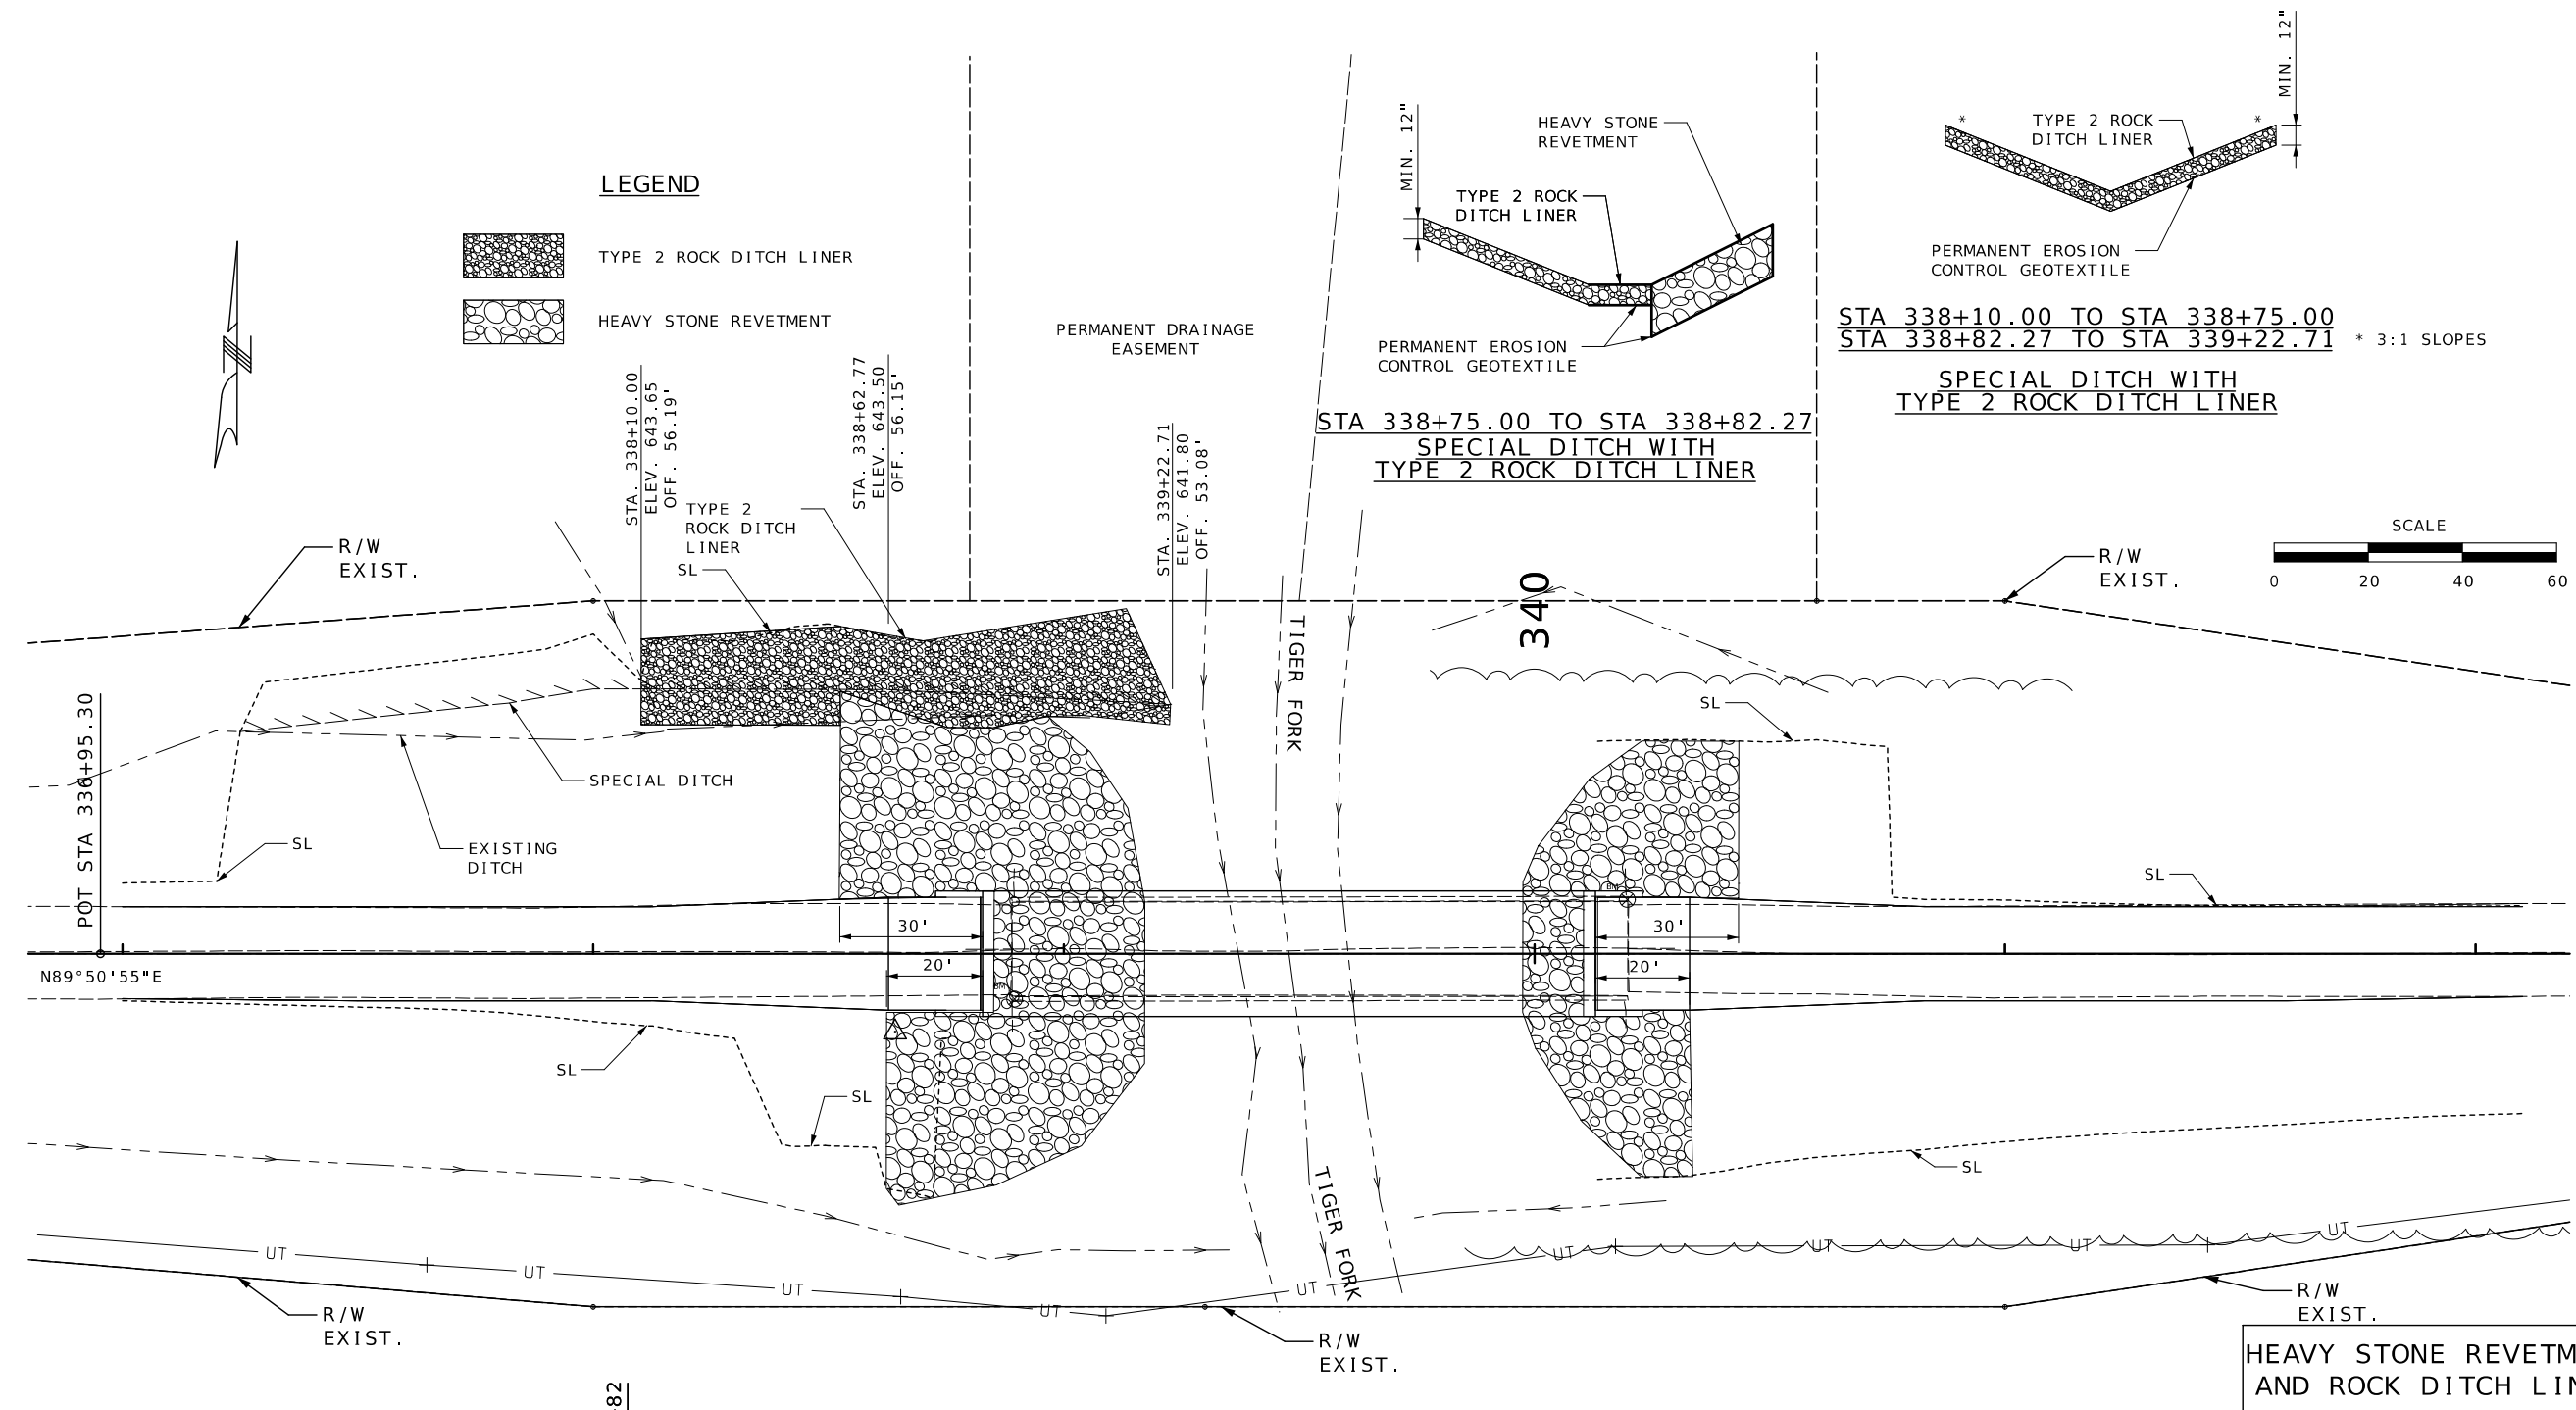 LEGEND
TYPE 2 ROCK DITCH LINER
HEAVY STONE REVETMENT
MIN. 12"
HEAVY STONE
REVETMENT
TYPE 2 ROCK
DITCH LINER
PERMANENT EROSION
CONTROL GEOTEXTILE
STA 338+75.00 TO STA 338+82.27
SPECIAL DITCH WITH
TYPE 2 ROCK DITCH LINER
MIN. 12"
*
*
TYPE 2 ROCK
DITCH LINER
PERMANENT EROSION
CONTROL GEOTEXTILE
STA 338+10.00 TO STA 338+75.00
STA 338+82.27 TO STA 339+22.71
* 3:1 SLOPES
SPECIAL DITCH WITH
TYPE 2 ROCK DITCH LINER
PERMANENT DRAINAGE
EASEMENT
STA. 338+10.00
ELEV. 643.65
OFF. 56.19'
STA. 338+62.77
ELEV. 643.50
OFF. 56.15'
STA. 339+22.71
ELEV. 641.80
OFF. 53.08'
TYPE 2
ROCK DITCH
LINER
SL
R/W
EXIST.
R/W
EXIST.
SCALE
0 20 40 60
340
TIGER FORK
SL
POT STA 336+95.30
SPECIAL DITCH
EXISTING
DITCH
SL
SL
BM
30'
30'
N89°50'55"E
20'
20'
BM
SL
SL
SL
TIGER FORK
UT
UT
UT
UT
UT
UT
UT
UT
UT
R/W
EXIST.
R/W
EXIST.
R/W
EXIST.
HEAVY STONE REVETM
AND ROCK DITCH LIN
82